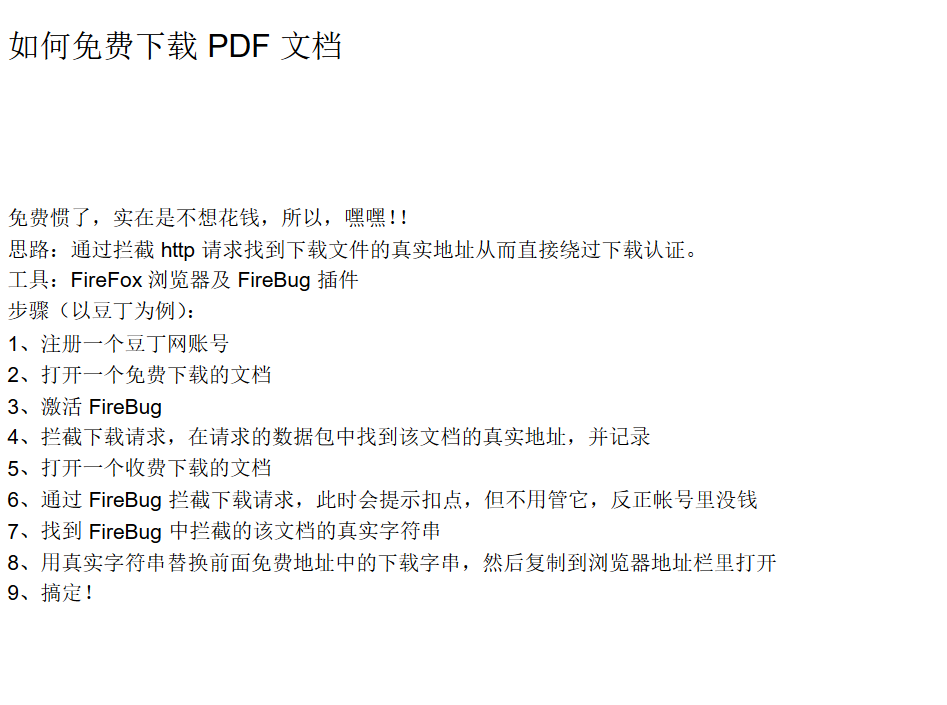 如何免费下载 PDF 文档
免费惯了，实在是不想花钱，所以，嘿嘿！！
思路：通过拦截 http 请求找到下载文件的真实地址从而直接绕过下载认证。
工具：FireFox 浏览器及 FireBug 插件
步骤（以豆丁为例）：
1、注册一个豆丁网账号
2、打开一个免费下载的文档
3、激活 FireBug
4、拦截下载请求，在请求的数据包中找到该文档的真实地址，并记录
5、打开一个收费下载的文档
6、通过 FireBug 拦截下载请求，此时会提示扣点，但不用管它，反正帐号里没钱
7、找到 FireBug 中拦截的该文档的真实字符串
8、用真实字符串替换前面免费地址中的下载字串，然后复制到浏览器地址栏里打开
9、搞定！